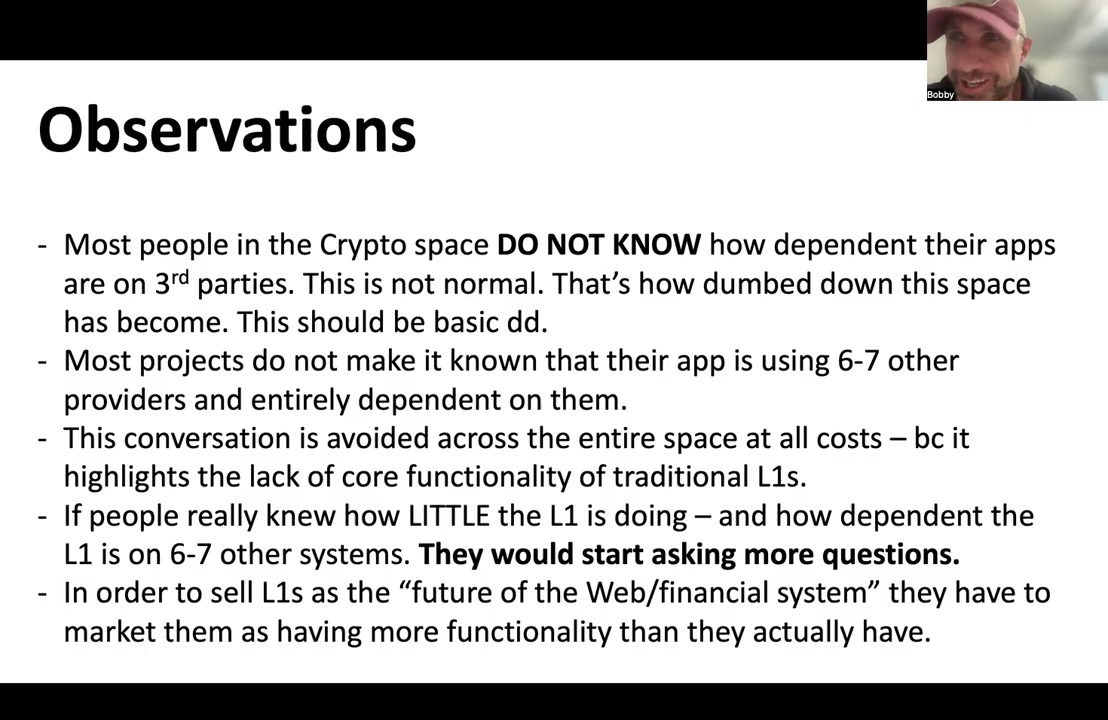 Bobby
Observations
- Most people in the Crypto space DO NOT KNOW how dependent their apps
are on 3rd parties. This is not normal. That’s how dumbed down this space
has become. This should be basic dd.
- Most projects do not make it known that their app is using 6-7 other
providers and entirely dependent on them.
- This conversation is avoided across the entire space at all costs – bc it
highlights the lack of core functionality of traditional L1s.
- If people really knew how LITTLE the L1 is doing – and how dependent the
L1 is on 6-7 other systems. They would start asking more questions.
- In order to sell L1s as the “future of the Web/financial system” they have to
market them as having more functionality than they actually have.